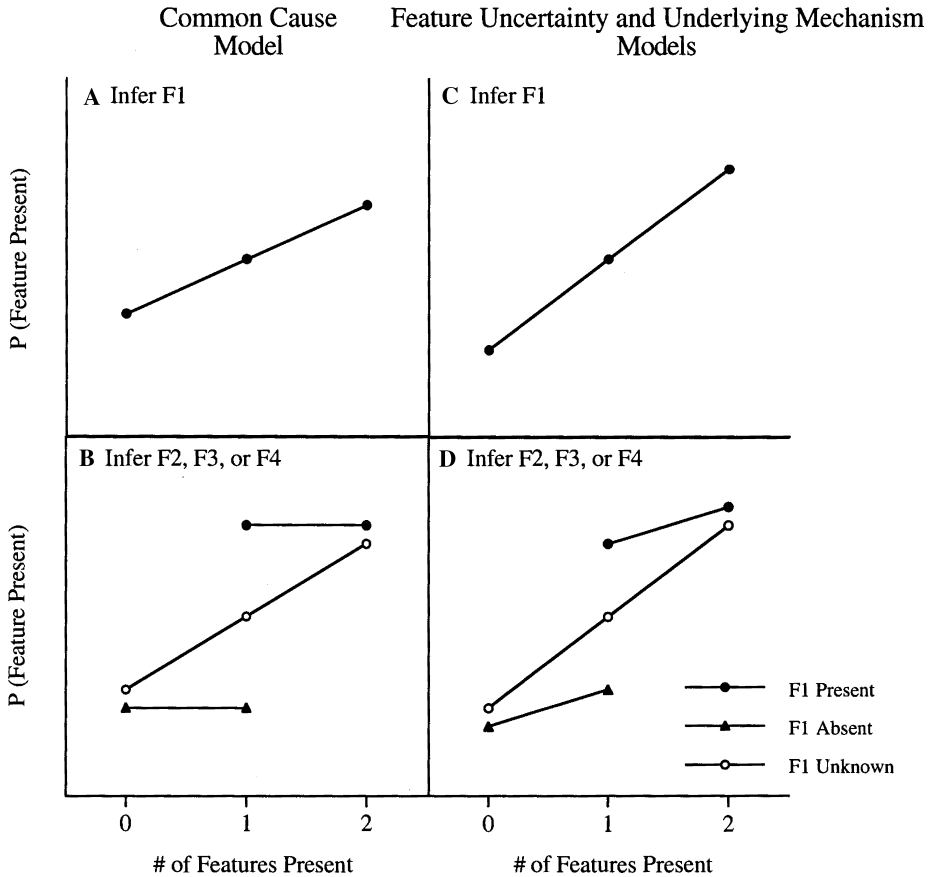 Common Cause
Model
Feature Uncertainty and Underlying Mechanism
Models
A Infer F1
C Infer F1
P (Feature Present)
B Infer F2, F3, or F4
D Infer F2, F3, or F4
P (Feature Present)
F1 Present
F1 Absent
F1 Unknown
0 1 2
0 1 2
# of Features Present
# of Features Present